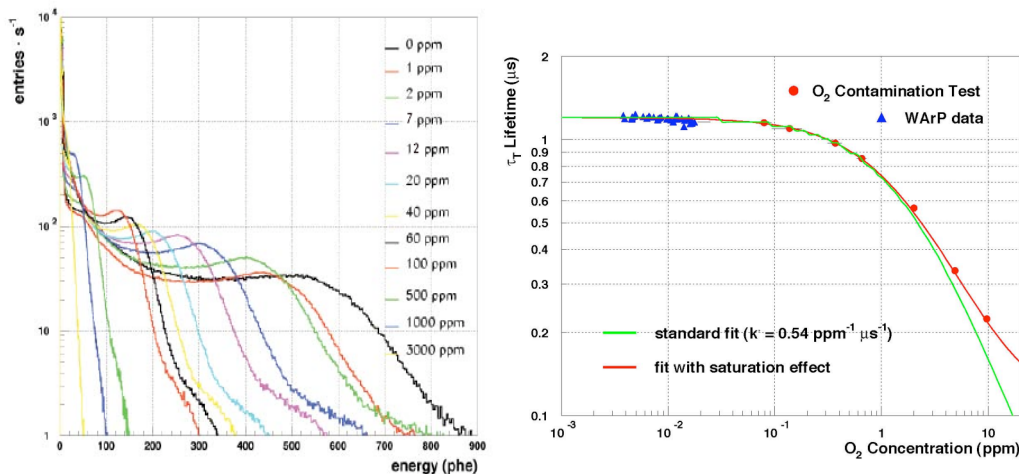 entries · s⁻¹
10⁴
10³
10²
10
1
0 ppm
1 ppm
2 ppm
7 ppm
12 ppm
20 ppm
40 ppm
60 ppm
100 ppm
500 ppm
1000 ppm
3000 ppm
0 100 200 300 400 500 600 700 800 900
energy (phe)
τT Lifetime (μs)
2
1
0.9
0.8
0.7
0.6
0.5
0.4
0.3
0.2
0.1
O₂ Contamination Test
WArP data
standard fit (k = 0.54 ppm⁻¹ μs⁻¹)
fit with saturation effect
10⁻³ 10⁻² 10⁻¹ 1 10
O₂ Concentration (ppm)